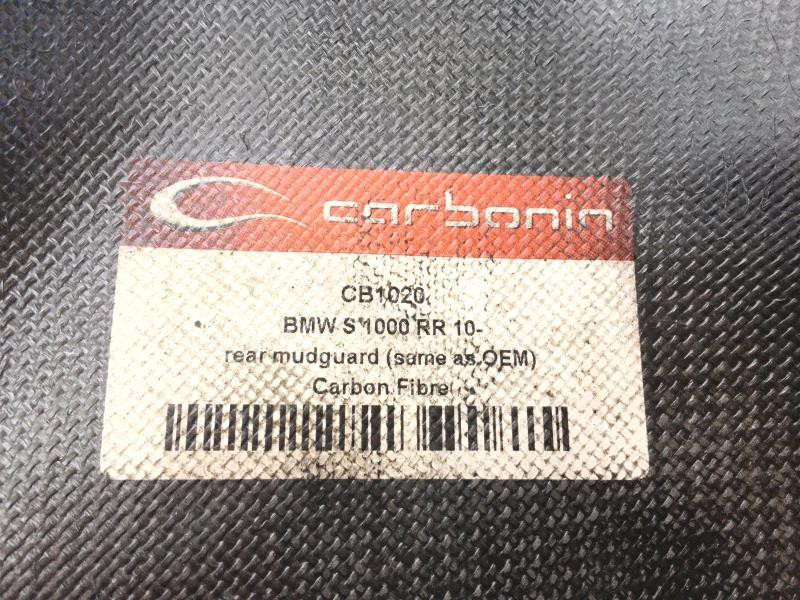 carbonin
CB1020
BMW S 1000 RR 10-
rear mudguard (same as OEM)
Carbon Fibre